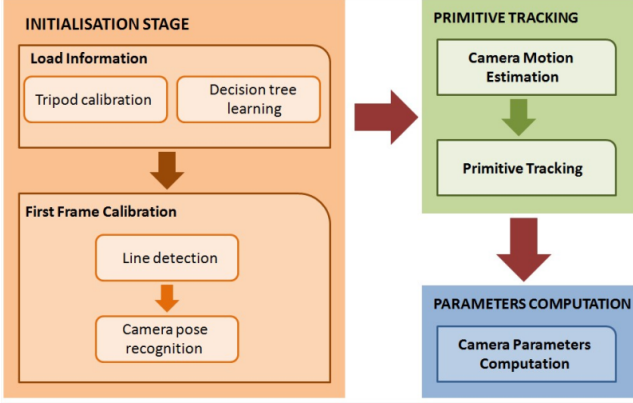 INITIALISATION STAGE
Load Information
Tripod calibration
Decision tree
learning
First Frame Calibration
Line detection
Camera pose
recognition
PRIMITIVE TRACKING
Camera Motion
Estimation
Primitive Tracking
PARAMETERS COMPUTATION
Camera Parameters
Computation